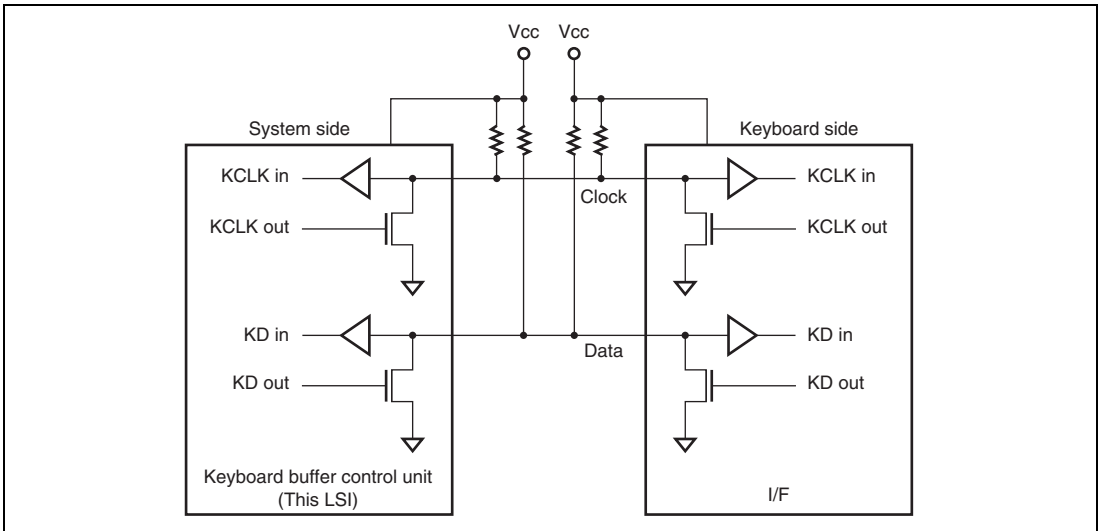 Vcc Vcc
System side
Keyboard side
KCLK in
KCLK in
Clock
KCLK out
KCLK out
KD in
KD in
Data
KD out
KD out
Keyboard buffer control unit
(This LSI)
I/F